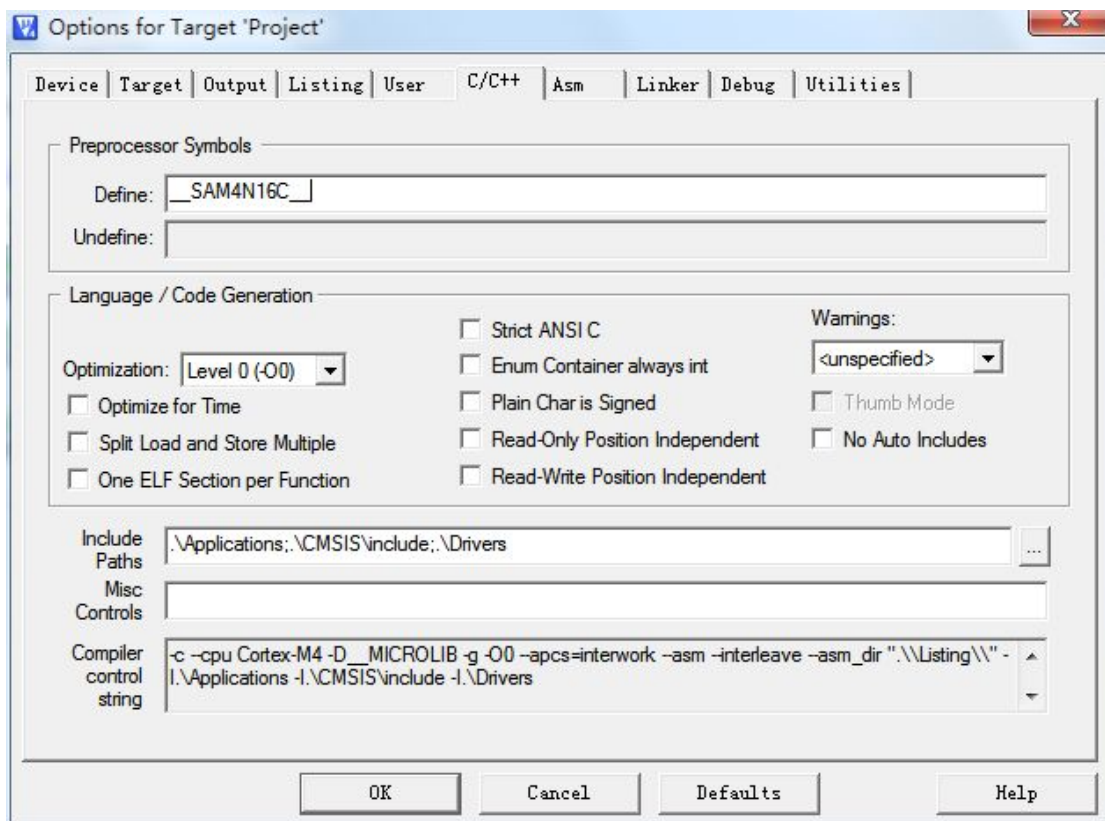 Options for Target 'Project'
Device Target Output Listing User C/C++ Asm Linker Debug Utilities
Preprocessor Symbols
Define: __SAM4N16C__
Undefine:
Language / Code Generation
Strict ANSI C
Warnings:
Optimization: Level 0 (-O0)
Enum Container always int
<unspecified>
Optimize for Time
Plain Char is Signed
Thumb Mode
Split Load and Store Multiple
Read-Only Position Independent
No Auto Includes
One ELF Section per Function
Read-Write Position Independent
Include
Paths
.\Applications;.\CMSIS\include;.\Drivers
...
Misc
Controls
Compiler
control
string
-c --cpu Cortex-M4 -D__MICROLIB -g -O0 --apcs=interwork --asm --interleave --asm_dir ".\\Listing\\" -
I.\Applications -I.\CMSIS\include -I.\Drivers
OK Cancel Defaults Help